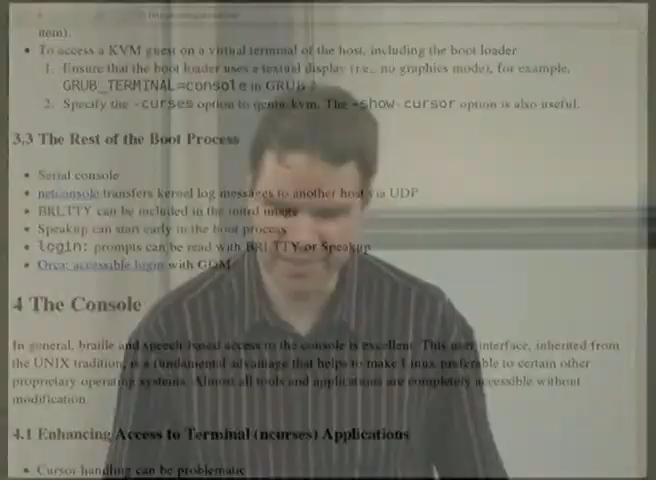 item).
• To access a KVM guest on a virtual terminal of the host, including the boot loader
1. Ensure that the boot loader uses a textual display (i.e., no graphics mode), for example,
GRUB_TERMINAL=console in GRUB 2
2. Specify the -curses option to qemu-kvm. The -show-cursor option is also useful.
3.3 The Rest of the Boot Process
• Serial console
• netconsole transfers kernel log messages to another host via UDP
• BRLTTY can be included in the initrd image
• Speakup can start early in the boot process
• login: prompts can be read with BRLTTY or Speakup
• Orca: accessible login with GDM
4 The Console
In general, braille and speech based access to the console is excellent. This user interface, inherited from
the UNIX tradition, is a fundamental advantage that helps to make Linux preferable to certain other
proprietary operating systems. Almost all tools and applications are completely accessible without
modification.
4.1 Enhancing Access to Terminal (ncurses) Applications
• Cursor handling can be problematic